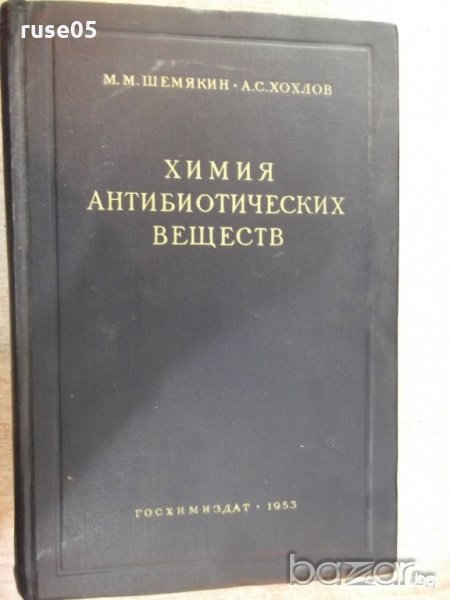 ruse05
М.М.ШЕМЯКИН • А.С.ХОХЛОВ
ХИМИЯ
АНТИБИОТИЧЕСКИХ
ВЕЩЕСТВ
ГОСХИМИЗДАТ • 1953
bazar.bg